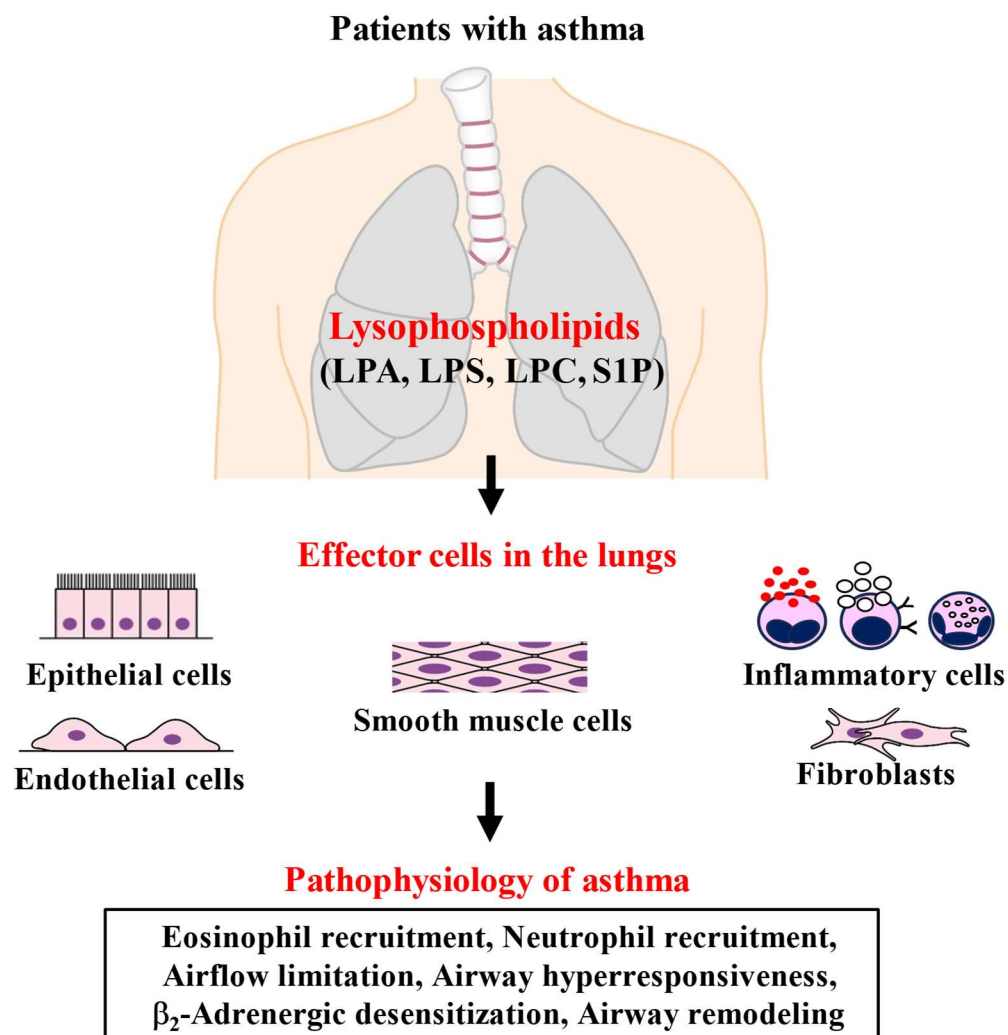 Patients with asthma
Lysophospholipids
(LPA, LPS, LPC, S1P)
Effector cells in the lungs
Epithelial cells
Smooth muscle cells
Inflammatory cells
Endothelial cells
Fibroblasts
Pathophysiology of asthma
Eosinophil recruitment, Neutrophil recruitment,
Airflow limitation, Airway hyperresponsiveness,
β₂-Adrenergic desensitization, Airway remodeling